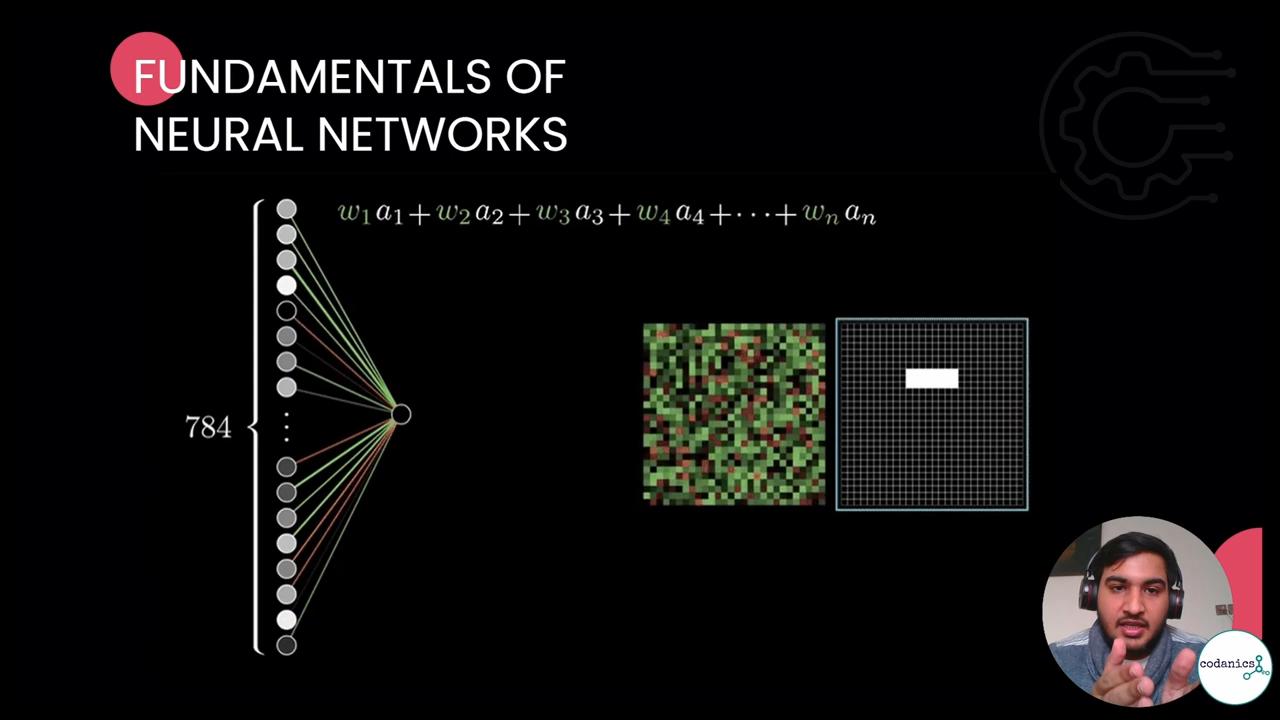 FUNDAMENTALS OF
NEURAL NETWORKS
w₁a₁ + w₂a₂ + w₃a₃ + w₄a₄ + ⋯ + wₙaₙ
784
codanics